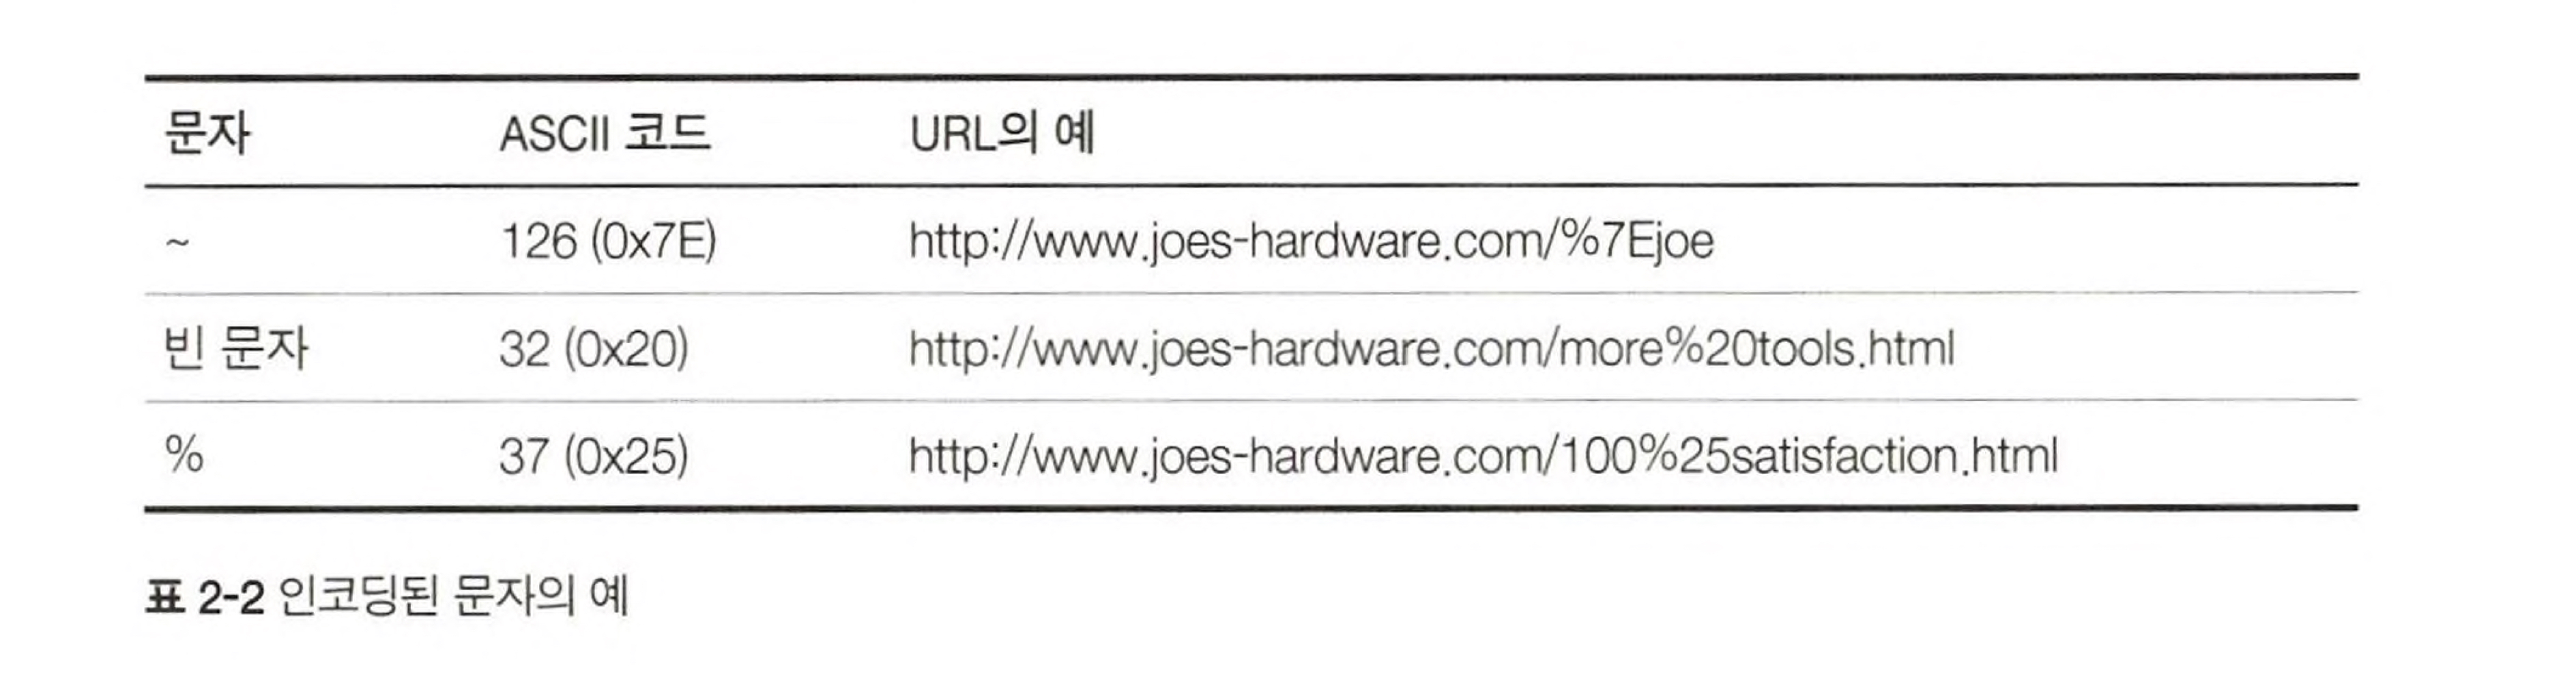 문자 ASCII 코드 URL의 예
~ 126 (0x7E) http://www.joes-hardware.com/%7Ejoe
빈 문자 32 (0x20) http://www.joes-hardware.com/more%20tools.html
% 37 (0x25) http://www.joes-hardware.com/100%25satisfaction.html
표 2-2 인코딩된 문자의 예